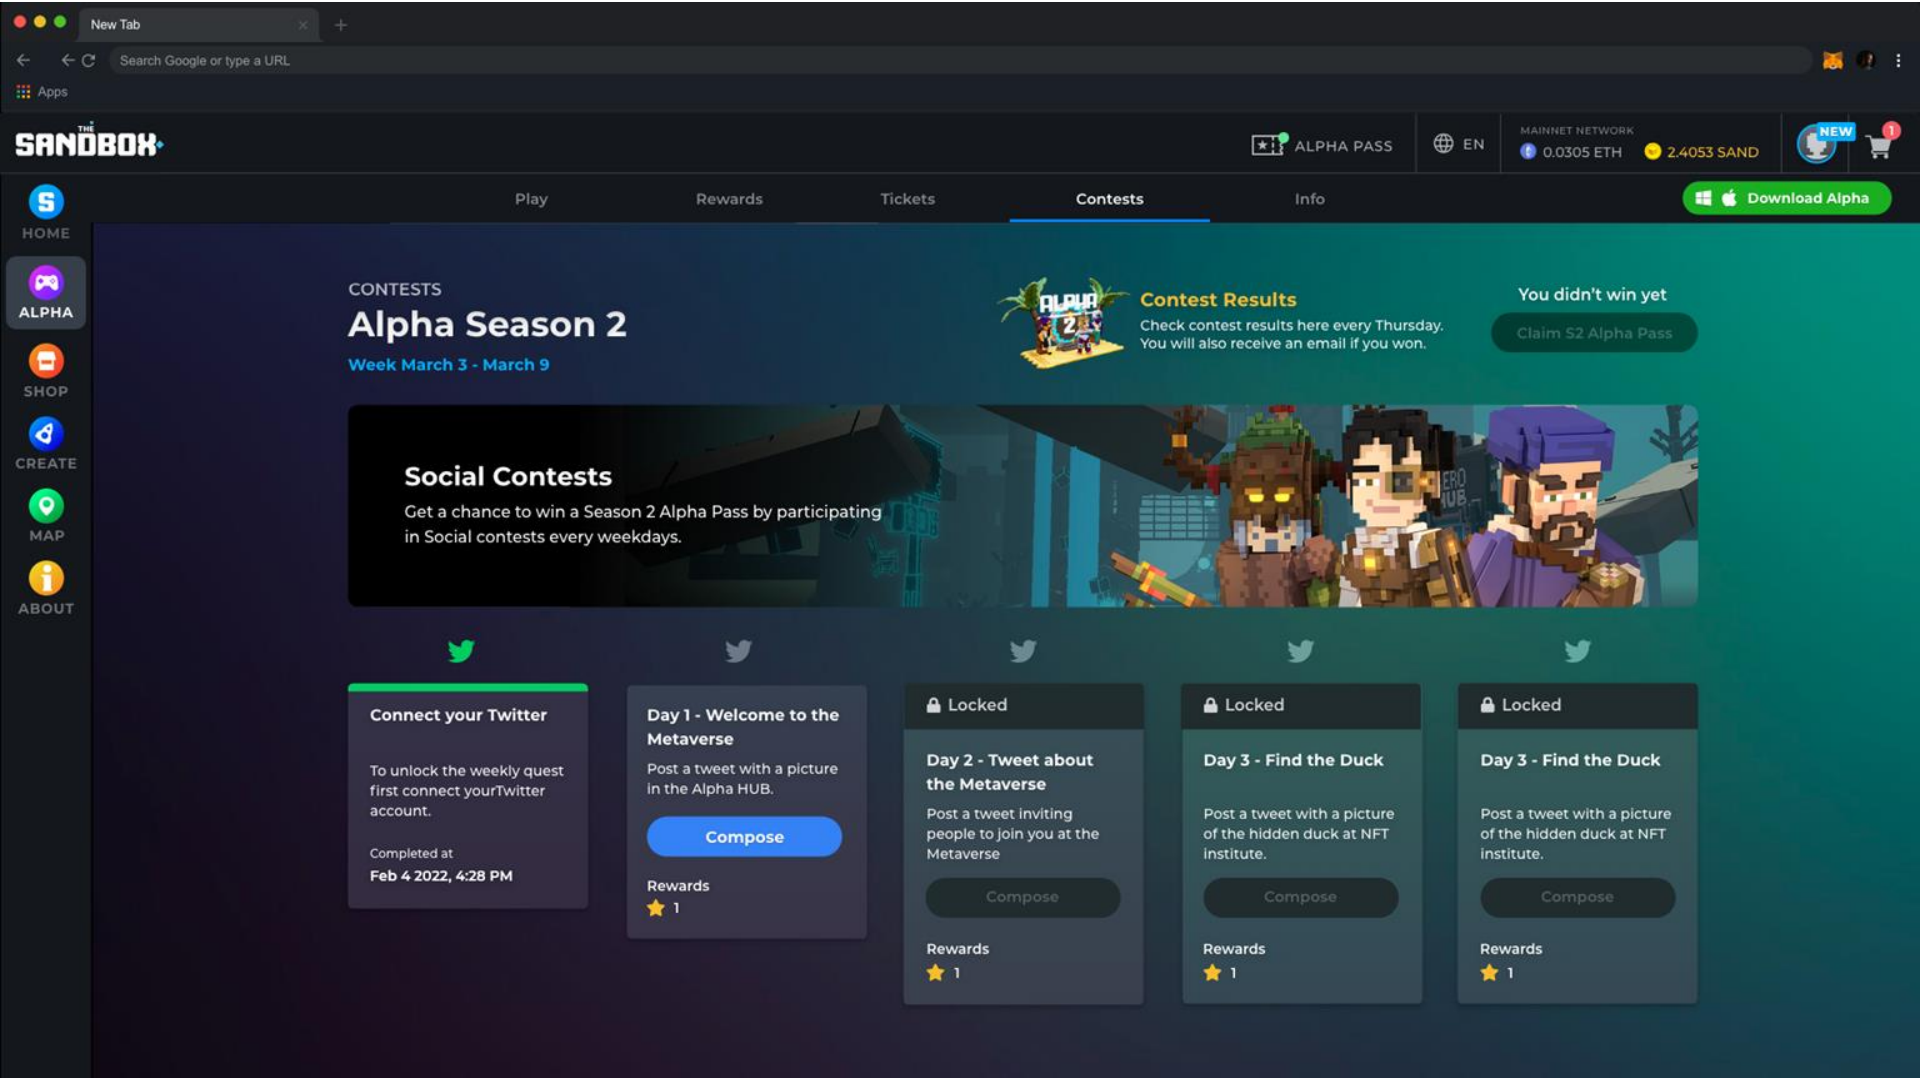 New Tab
Search Google or type a URL
Apps
THE
SANDBOX
ALPHA PASS
EN
MAINNET NETWORK
0.0305 ETH
2.4053 SAND
NEW
1
Play
Rewards
Tickets
Contests
Info
Download Alpha
HOME
ALPHA
SHOP
CREATE
MAP
ABOUT
CONTESTS
Alpha Season 2
Week March 3 - March 9
ALPHA
2
Contest Results
Check contest results here every Thursday.
You will also receive an email if you won.
You didn't win yet
Claim S2 Alpha Pass
Social Contests
Get a chance to win a Season 2 Alpha Pass by participating
in Social contests every weekdays.
HUB
Connect your Twitter
To unlock the weekly quest
first connect yourTwitter
account.
Completed at
Feb 4 2022, 4:28 PM
Day 1 - Welcome to the
Metaverse
Post a tweet with a picture
in the Alpha HUB.
Compose
Rewards
1
Locked
Day 2 - Tweet about
the Metaverse
Post a tweet inviting
people to join you at the
Metaverse
Compose
Rewards
1
Locked
Day 3 - Find the Duck
Post a tweet with a picture
of the hidden duck at NFT
institute.
Compose
Rewards
1
Locked
Day 3 - Find the Duck
Post a tweet with a picture
of the hidden duck at NFT
institute.
Compose
Rewards
1